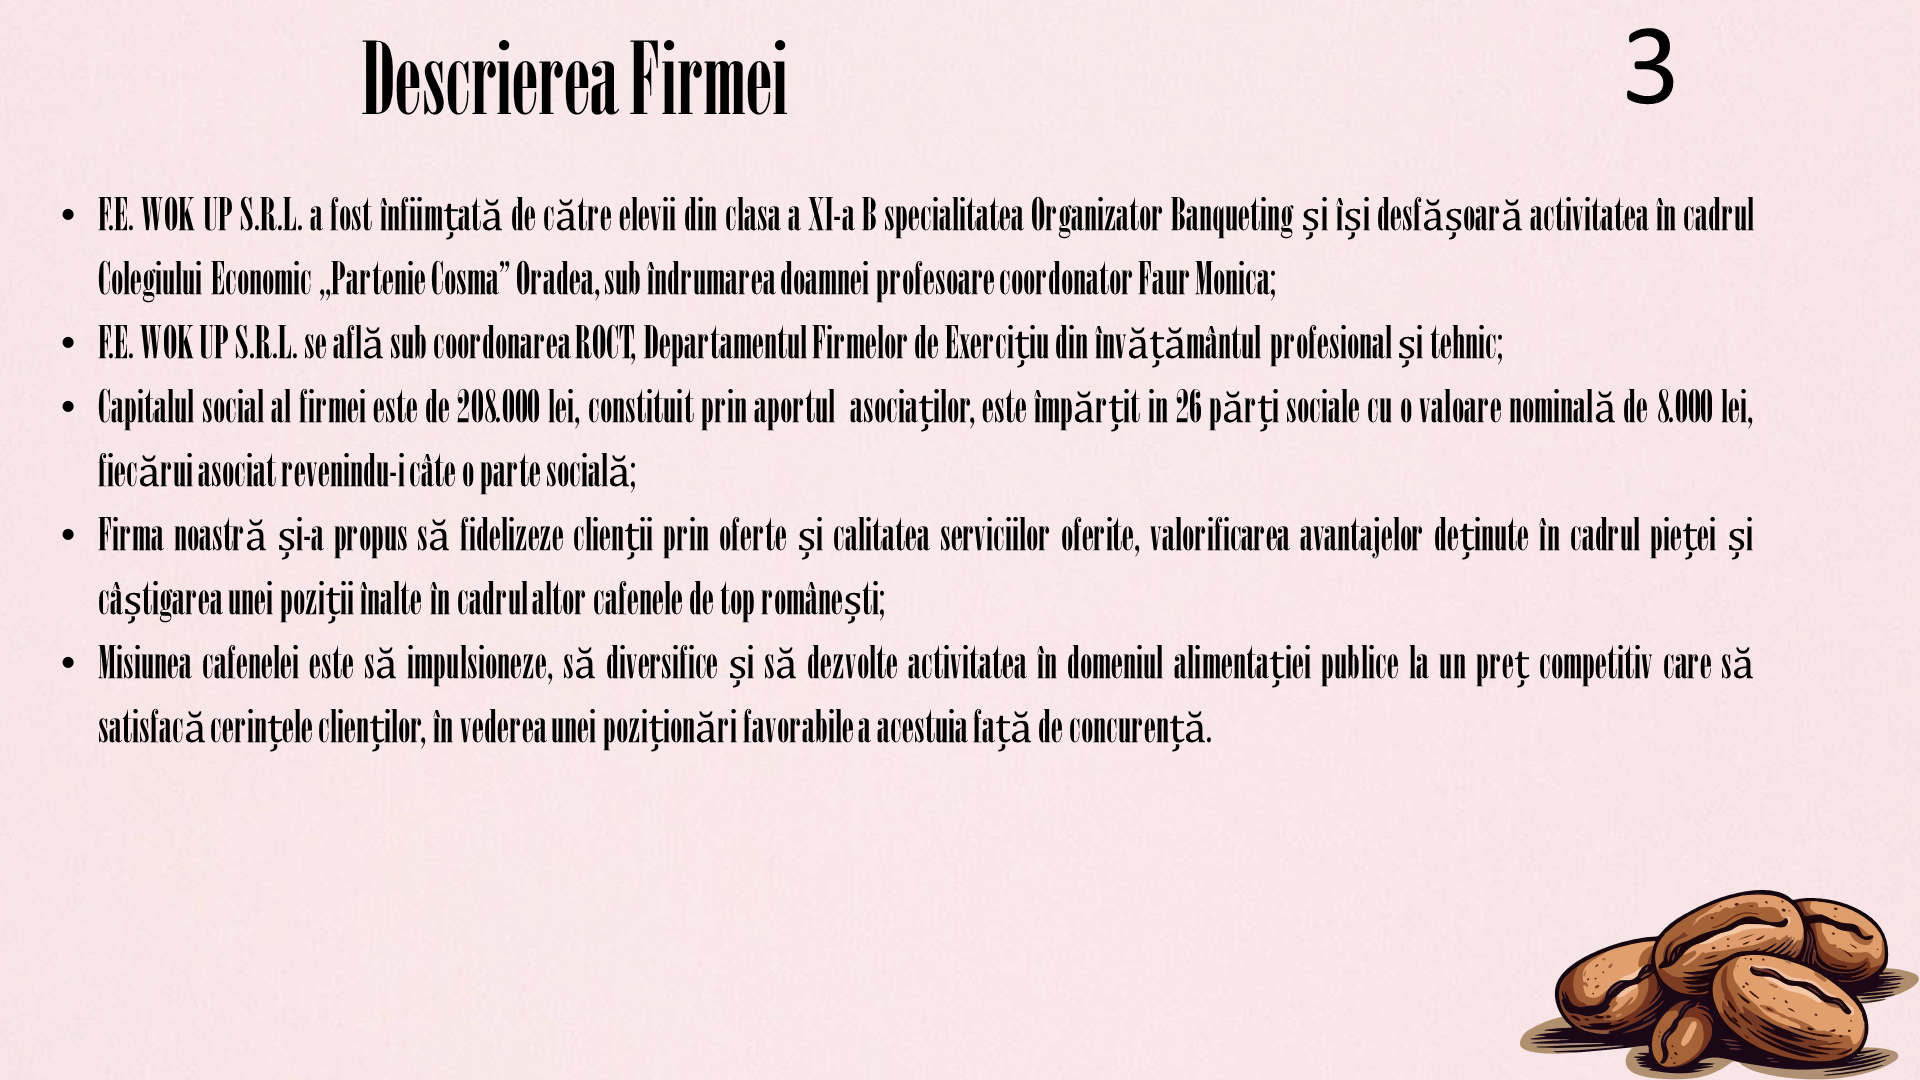 Descrierea Firmei
3
• F.E. WOK UP S.R.L. a fost înfiimțată de către elevii din clasa a XI-a B specialitatea Organizator Banqueting și își desfășoară activitatea în cadrul
Colegiului Economic „Partenie Cosma” Oradea, sub îndrumarea doamnei profesoare coordonator Faur Monica;
• F.E. WOK UP S.R.L. se află sub coordonarea ROCT, Departamentul Firmelor de Exercițiu din învățământul profesional și tehnic;
• Capitalul social al firmei este de 208.000 lei, constituit prin aportul asociaților, este împărțit in 26 părți sociale cu o valoare nominală de 8.000 lei,
fiecărui asociat revenindu-i câte o parte socială;
• Firma noastră și-a propus să fidelizeze clienții prin oferte și calitatea serviciilor oferite, valorificarea avantajelor deținute în cadrul pieței și
câștigarea unei poziții înalte în cadrul altor cafenele de top românești;
• Misiunea cafenelei este să impulsioneze, să diversifice și să dezvolte activitatea în domeniul alimentației publice la un preț competitiv care să
satisfacă cerințele clienților, în vederea unei poziționări favorabile a acestuia față de concurență.